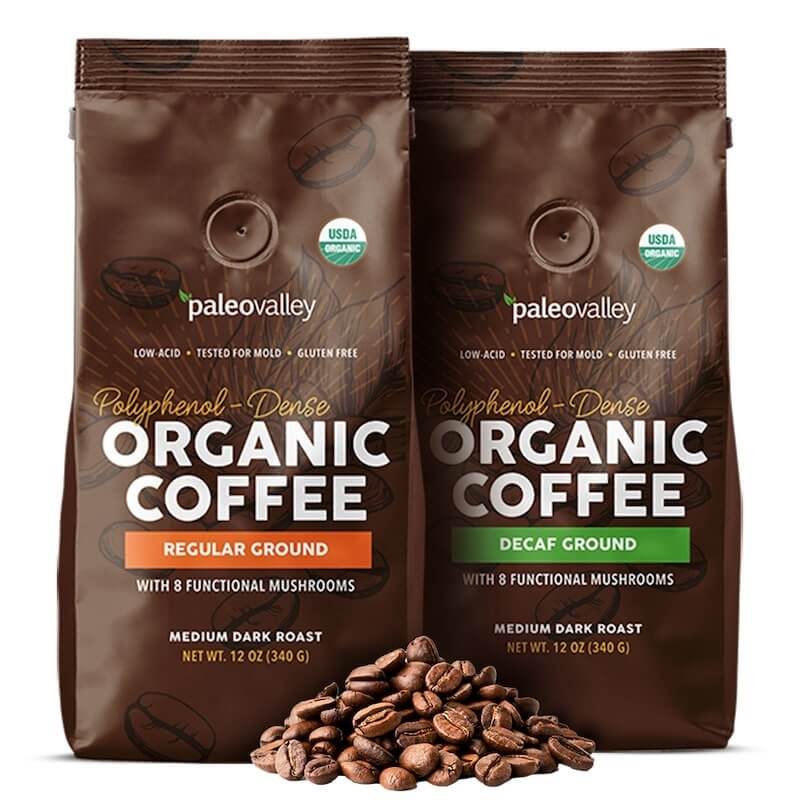 USDA
ORGANIC
paleovalley
LOW-ACID • TESTED FOR MOLD • GLUTEN FREE
Polyphenol - Dense
ORGANIC
COFFEE
REGULAR GROUND
WITH 8 FUNCTIONAL MUSHROOMS
MEDIUM DARK ROAST
NET WT. 12 OZ (340 G)
USDA
ORGANIC
paleovalley
LOW-ACID • TESTED FOR MOLD • GLUTEN FREE
Polyphenol - Dense
ORGANIC
COFFEE
DECAF GROUND
WITH 8 FUNCTIONAL MUSHROOMS
MEDIUM DARK ROAST
NET WT. 12 OZ (340 G)